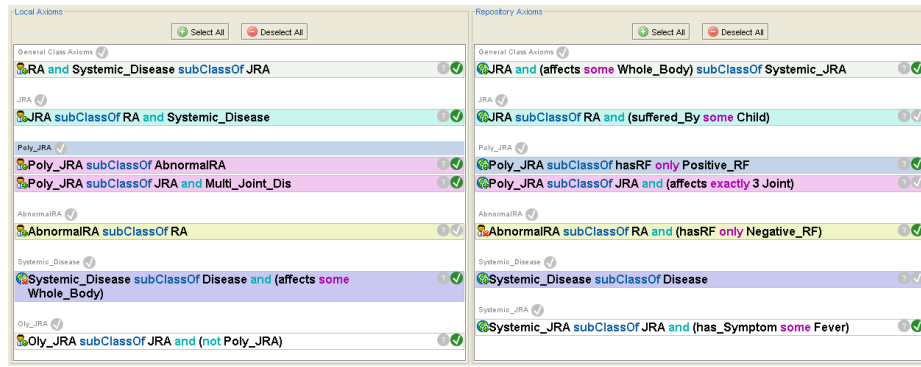 Local Axioms
Select All
Deselect All
General Class Axioms
RA and Systemic_Disease subClassOf JRA
JRA
JRA subClassOf RA and Systemic_Disease
Poly_JRA
Poly_JRA subClassOf AbnormalRA
Poly_JRA subClassOf JRA and Multi_Joint_Dis
AbnormalRA
AbnormalRA subClassOf RA
Systemic_Disease
Systemic_Disease subClassOf Disease and (affects some
Whole_Body)
Oly_JRA
Oly_JRA subClassOf JRA and (not Poly_JRA)
Repository Axioms
Select All
Deselect All
General Class Axioms
JRA and (affects some Whole_Body) subClassOf Systemic_JRA
JRA
JRA subClassOf RA and (suffered_By some Child)
Poly_JRA
Poly_JRA subClassOf hasRF only Positive_RF
Poly_JRA subClassOf JRA and (affects exactly 3 Joint)
AbnormalRA
AbnormalRA subClassOf RA and (hasRF only Negative_RF)
Systemic_Disease
Systemic_Disease subClassOf Disease
Systemic_JRA
Systemic_JRA subClassOf JRA and (has_Symptom some Fever)